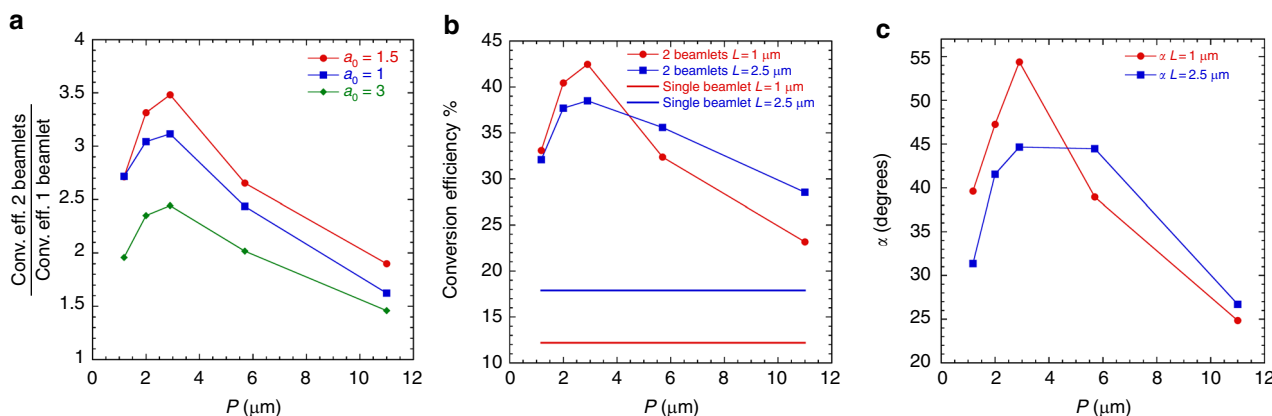 a
Conv. eff. 2 beamlets
Conv. eff. 1 beamlet
4
3.5
3
2.5
2
1.5
1
a₀ = 1.5
a₀ = 1
a₀ = 3
0 2 4 6 8 10 12
P (μm)
b
Conversion efficiency %
45
40
35
30
25
20
15
10
2 beamlets L = 1 μm
2 beamlets L = 2.5 μm
Single beamlet L = 1 μm
Single beamlet L = 2.5 μm
0 2 4 6 8 10 12
P (μm)
c
α (degrees)
55
50
45
40
35
30
25
20
α L = 1 μm
α L = 2.5 μm
0 2 4 6 8 10 12
P (μm)